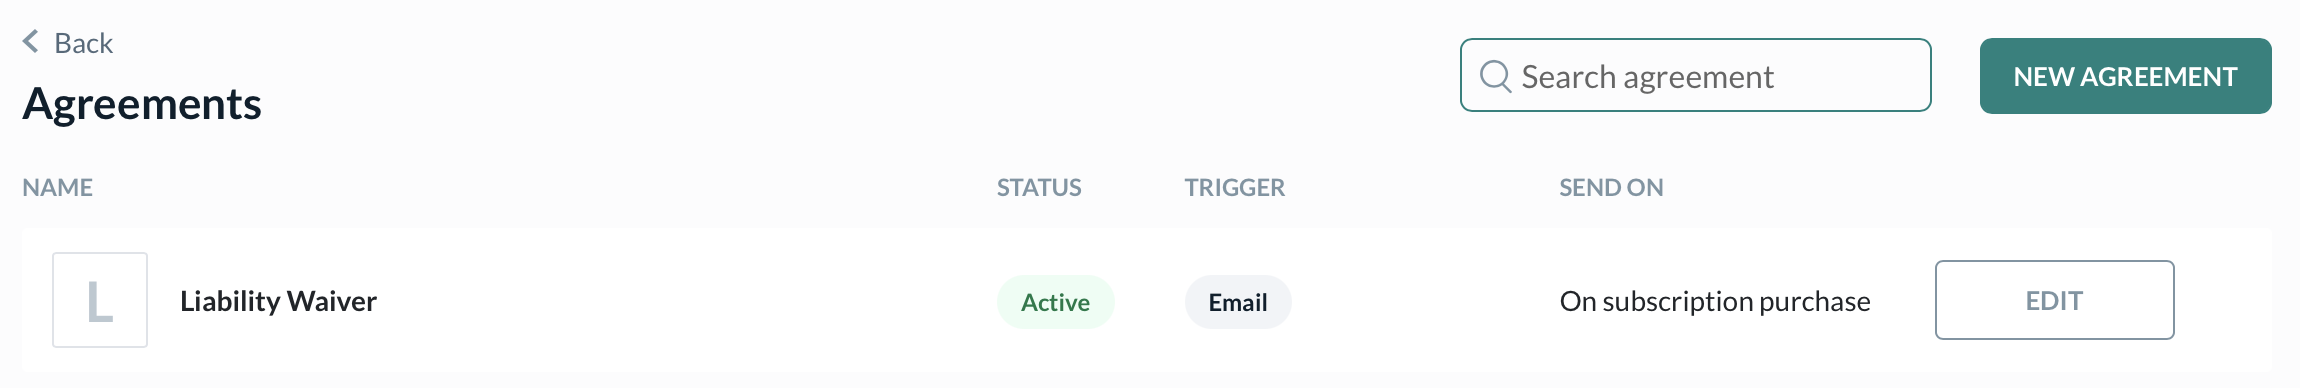 Back
Agreements
Search agreement
NEW AGREEMENT
NAME STATUS TRIGGER SEND ON
L Liability Waiver Active Email On subscription purchase EDIT